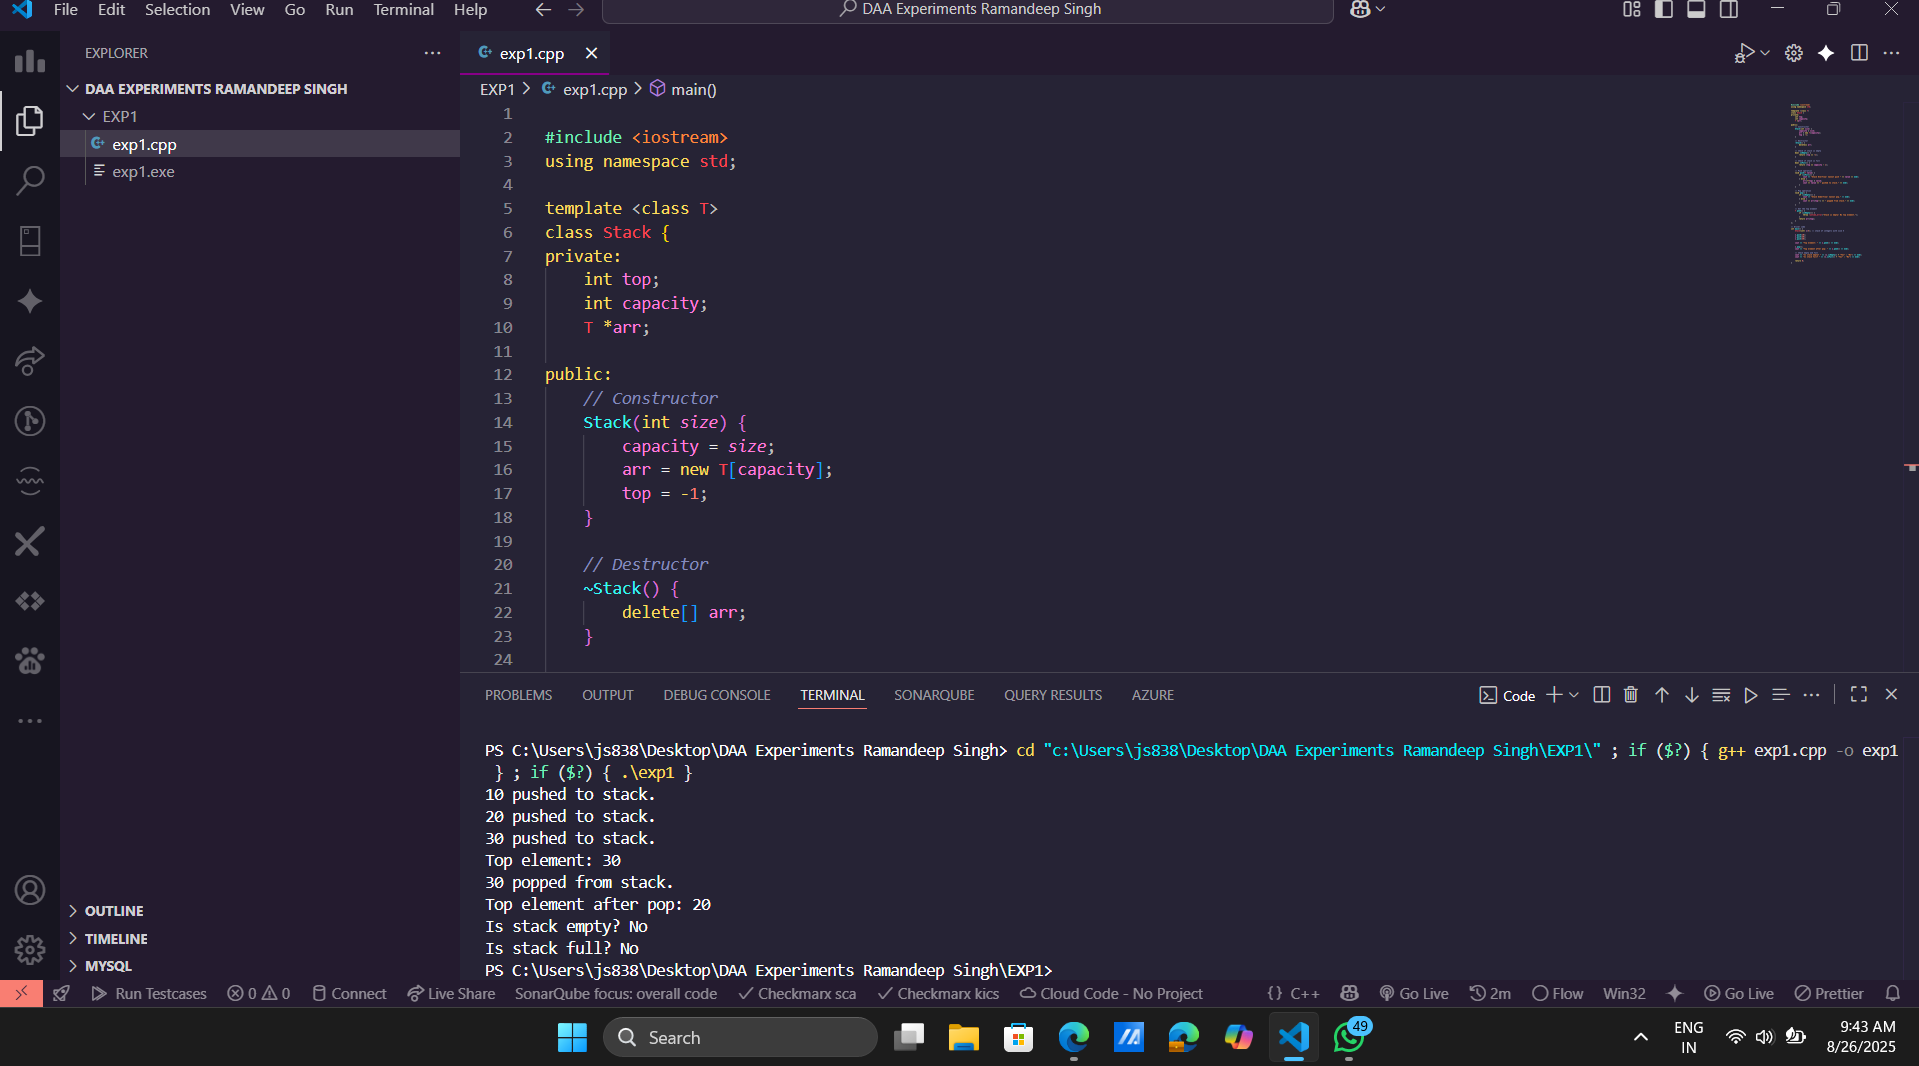 File Edit Selection View Go Run Terminal Help
DAA Experiments Ramandeep Singh
EXPLORER
DAA EXPERIMENTS RAMANDEEP SINGH
EXP1
exp1.cpp
exp1.exe
OUTLINE
TIMELINE
MYSQL
exp1.cpp
EXP1 > exp1.cpp > main()
1
2 #include <iostream>
3 using namespace std;
4
5 template <class T>
6 class Stack {
7 private:
8 int top;
9 int capacity;
10 T *arr;
11
12 public:
13 // Constructor
14 Stack(int size) {
15 capacity = size;
16 arr = new T[capacity];
17 top = -1;
18 }
19
20 // Destructor
21 ~Stack() {
22 delete[] arr;
23 }
24
PROBLEMS OUTPUT DEBUG CONSOLE TERMINAL SONARQUBE QUERY RESULTS AZURE
Code
PS C:\Users\js838\Desktop\DAA Experiments Ramandeep Singh> cd "c:\Users\js838\Desktop\DAA Experiments Ramandeep Singh\EXP1\" ; if ($?) { g++ exp1.cpp -o exp1
} ; if ($?) { .\exp1 }
10 pushed to stack.
20 pushed to stack.
30 pushed to stack.
Top element: 30
30 popped from stack.
Top element after pop: 20
Is stack empty? No
Is stack full? No
PS C:\Users\js838\Desktop\DAA Experiments Ramandeep Singh\EXP1>
Run Testcases 0 0 Connect Live Share SonarQube focus: overall code Checkmarx sca Checkmarx kics Cloud Code - No Project {} C++ Go Live 2m Flow Win32 Go Live Prettier
Search
49
ENG
IN
9:43 AM
8/26/2025